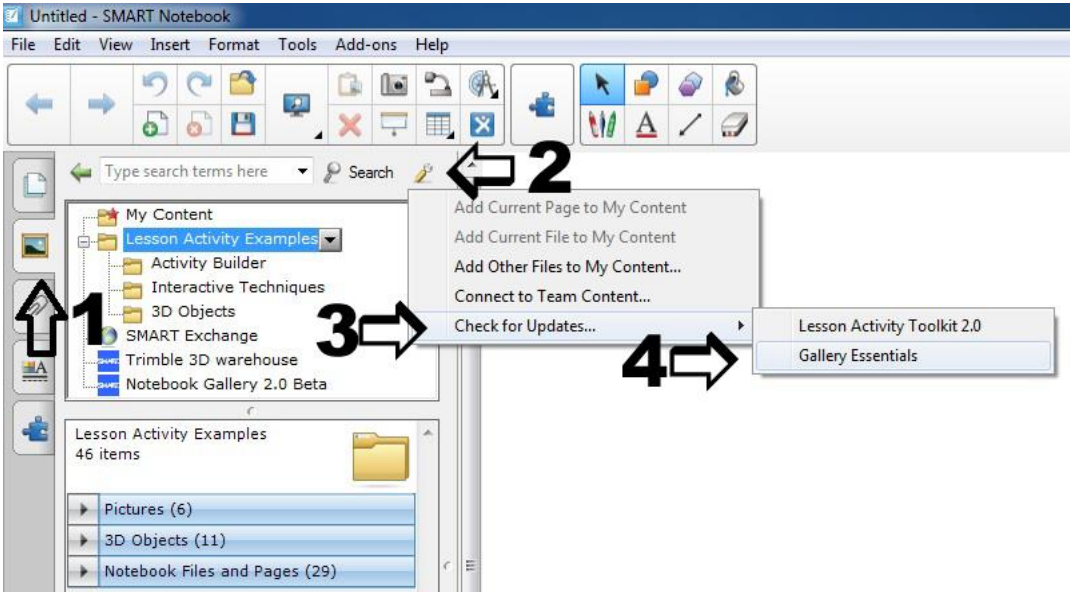 Untitled - SMART Notebook
File Edit View Insert Format Tools Add-ons Help
A
Type search terms here Search 2
Add Current Page to My Content
Add Current File to My Content
Add Other Files to My Content...
Connect to Team Content...
Check for Updates...
3
Lesson Activity Toolkit 2.0
Gallery Essentials
4
My Content
Lesson Activity Examples
Activity Builder
Interactive Techniques
3D Objects
1
SMART Exchange
Trimble 3D warehouse
Notebook Gallery 2.0 Beta
A
Lesson Activity Examples
46 items
Pictures (6)
3D Objects (11)
Notebook Files and Pages (29)